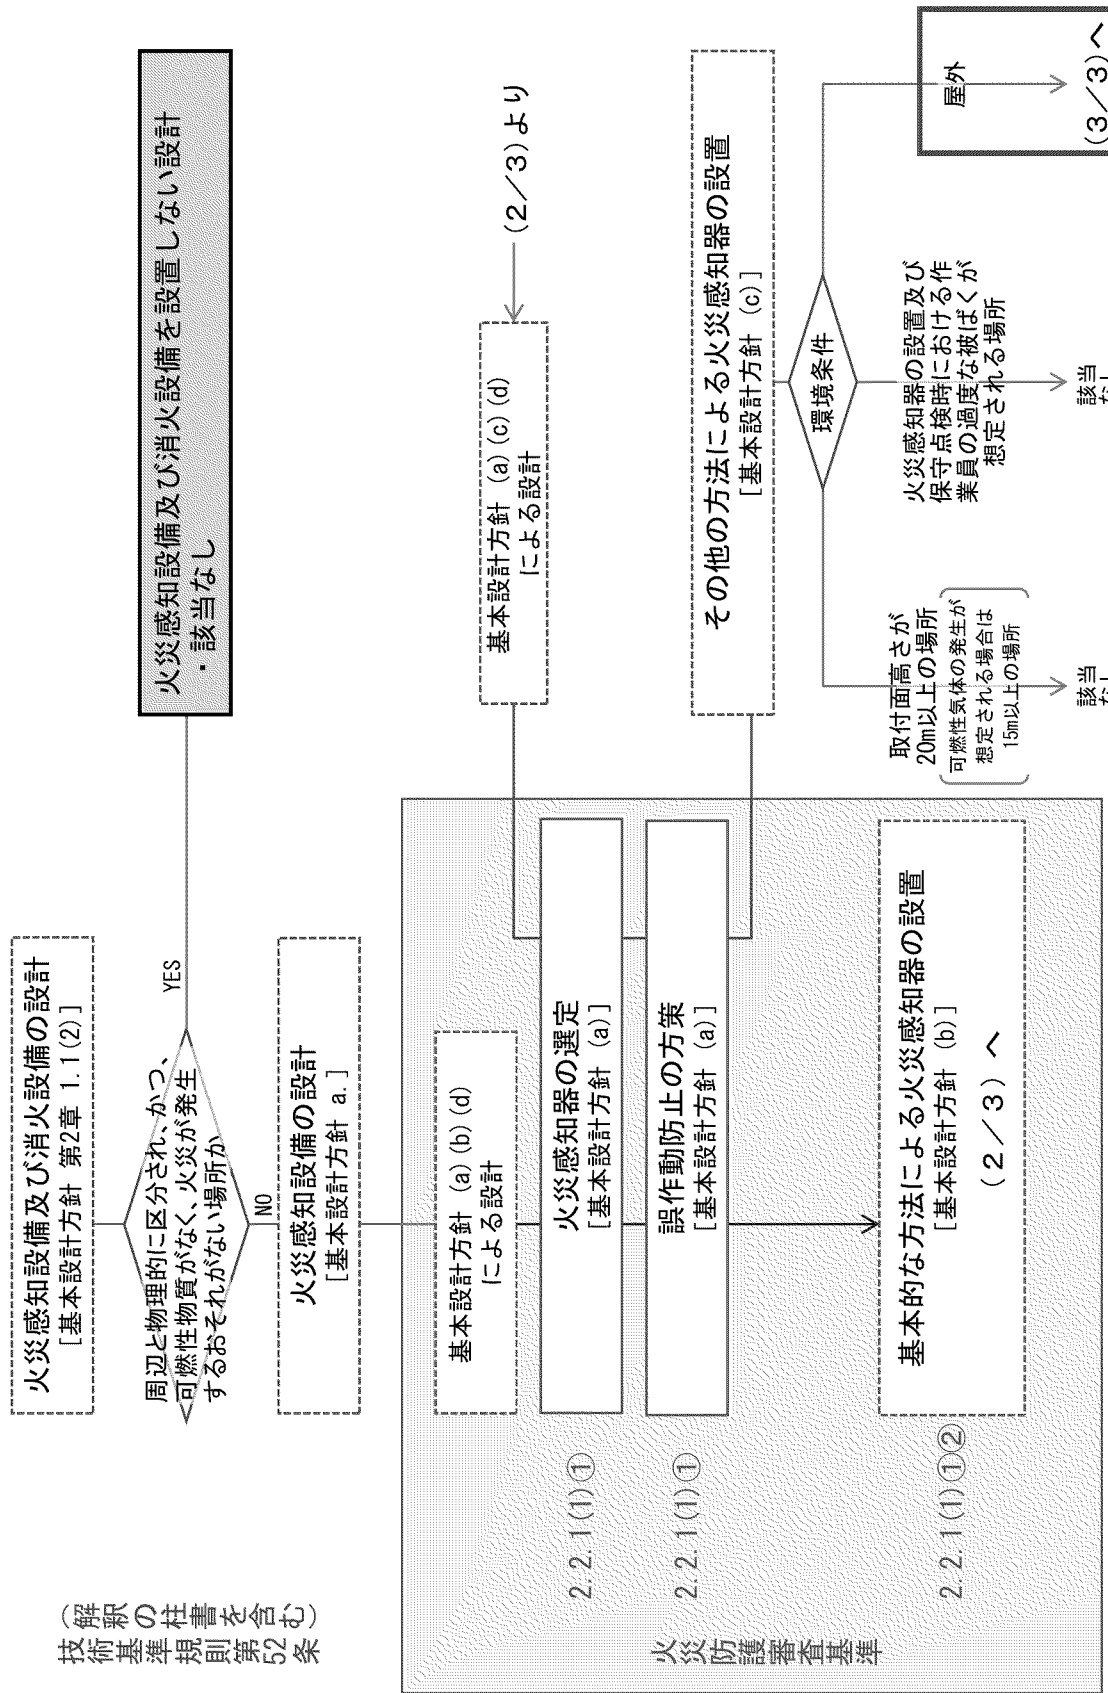 (解釈の柱書を含む)
技術基準規則第52条
火災感知設備及び消火設備の設計
[基本設計方針 第2章 1.1(2)]
周辺と物理的に区分され、かつ、
可燃性物質がなく、火災が発生
するおそれがない場所か
YES
火災感知設備及び消火設備を設置しない設計
・該当なし
NO
火災感知設備の設計
[基本設計方針 a.]
火災防護審査基準
基本設計方針 (a)(b)(d)
による設計
基本設計方針 (a)(c)(d)
による設計
(2/3)より
2.2.1(1)①
火災感知器の選定
[基本設計方針 (a)]
2.2.1(1)①
誤作動防止の方策
[基本設計方針 (a)]
2.2.1(1)①②
基本的な方法による火災感知器の設置
[基本設計方針 (b)]
(2/3) へ
その他の方法による火災感知器の設置
[基本設計方針 (c)]
環境条件
取付面高さが
20m以上の場所
可燃性気体の発生が
想定される場合は
15m以上の場所
該当
なし
火災感知器の設置及び
保守点検時における作
業員の過度な被ばくが
想定される場所
該当
なし
屋外
(3/3)へ